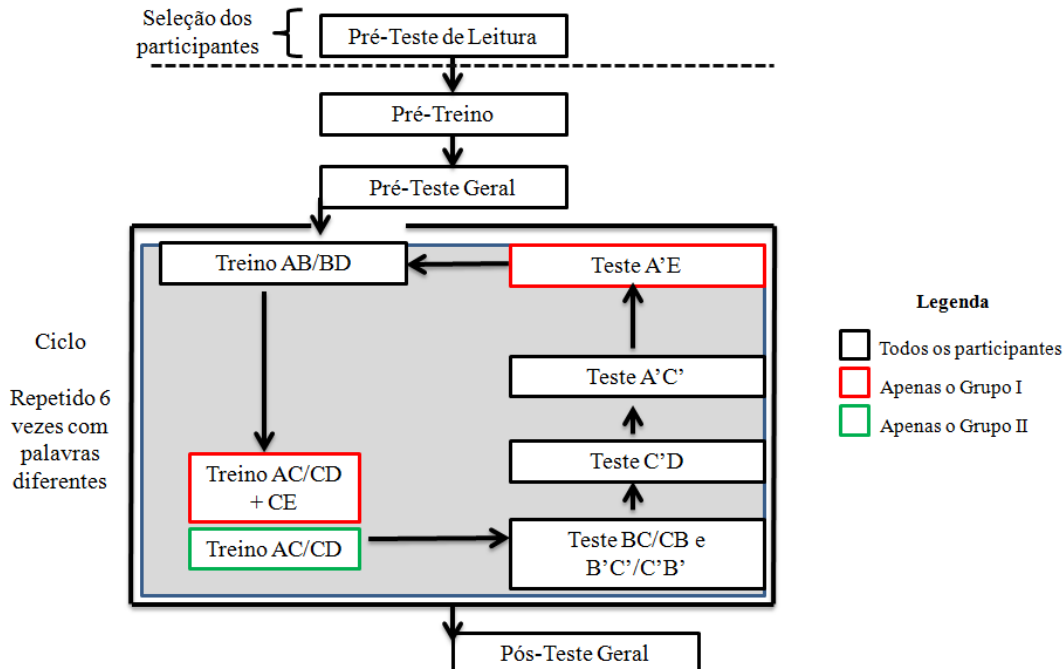 Seleção dos
participantes
Pré-Teste de Leitura
Pré-Treino
Pré-Teste Geral
Treino AB/BD
Teste A’E
Ciclo
Repetido 6
vezes com
palavras
diferentes
Teste A’C’
Teste C’D
Treino AC/CD
+ CE
Treino AC/CD
Teste BC/CB e
B’C’/C’B’
Pós-Teste Geral
Legenda
Todos os participantes
Apenas o Grupo I
Apenas o Grupo II